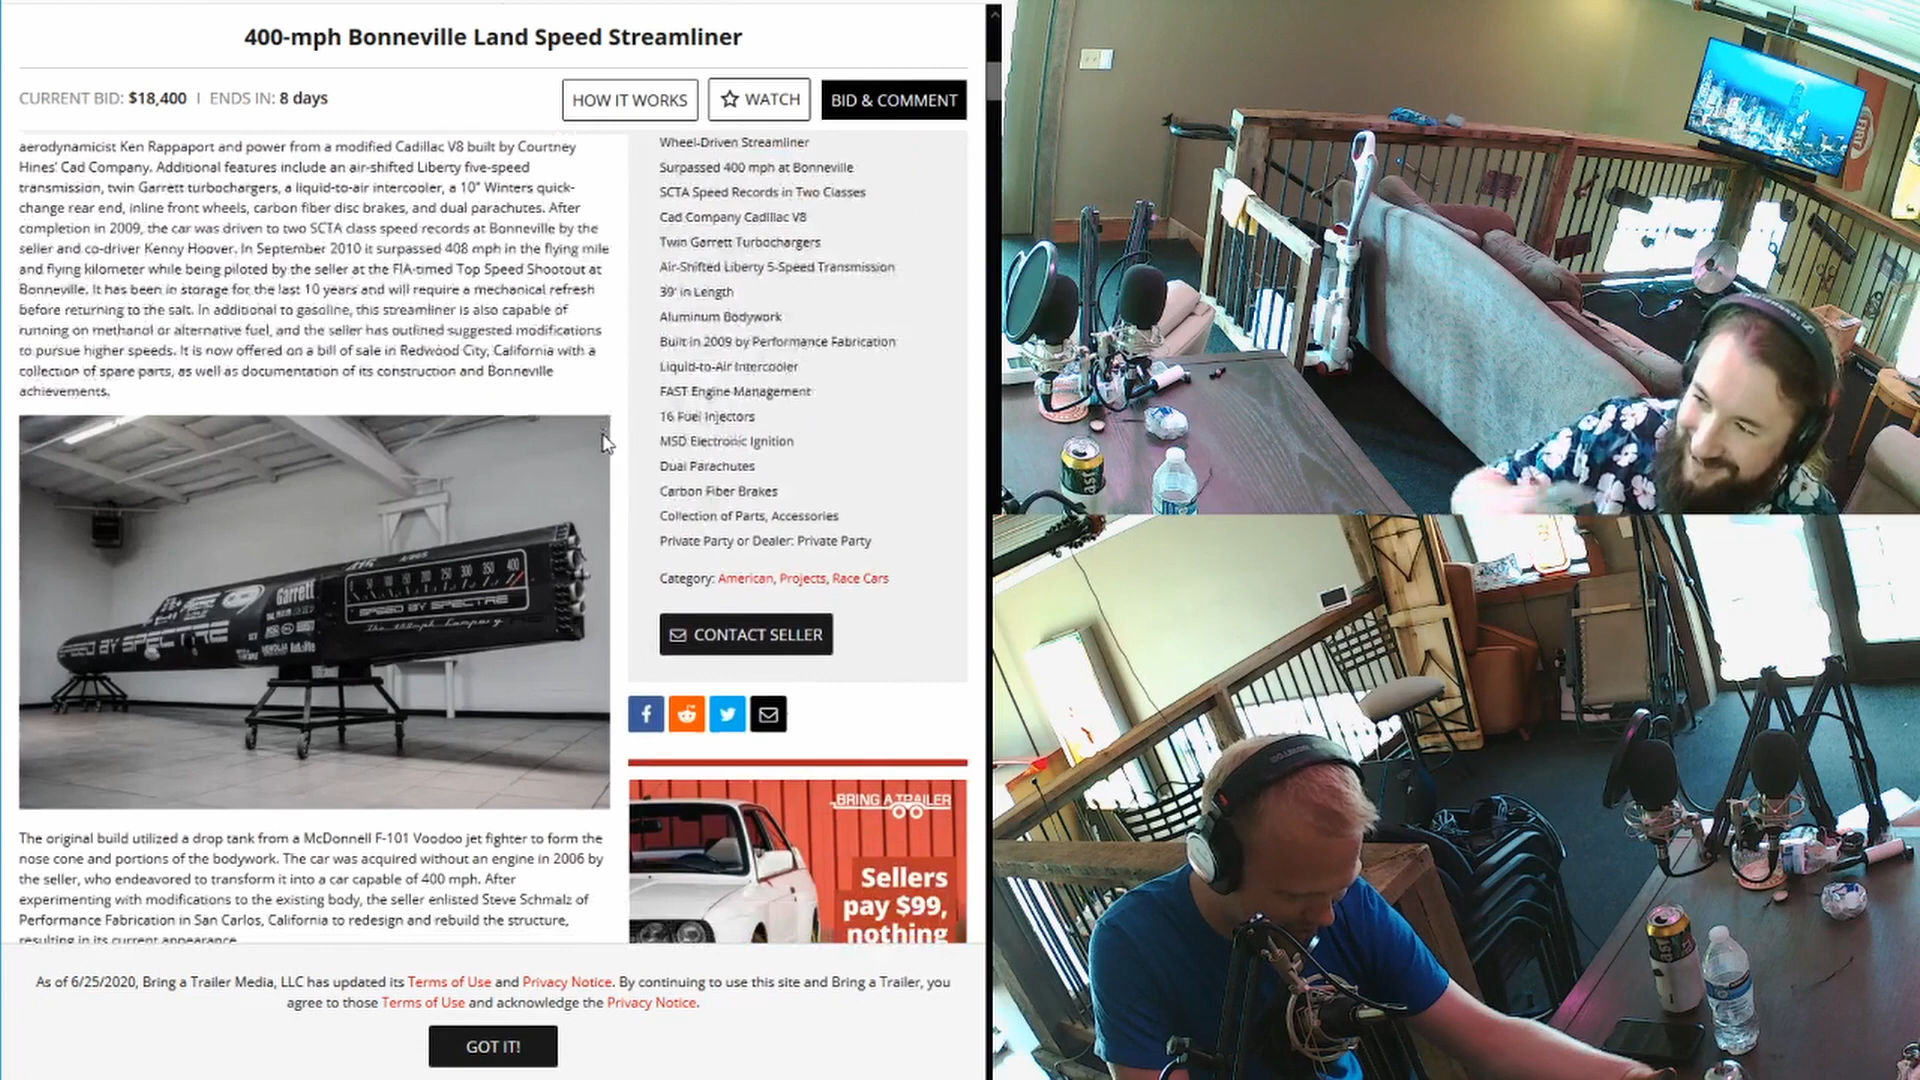 400-mph Bonneville Land Speed Streamliner
CURRENT BID: $18,400 | ENDS IN: 8 days
HOW IT WORKS
WATCH
BID & COMMENT
aerodynamicist Ken Rappaport and power from a modified Cadillac V8 built by Courtney
Hines' Cad Company. Additional features include an air-shifted Liberty five-speed
transmission, twin Garrett turbochargers, a liquid-to-air intercooler, a 10" Winters quick-
change rear end, inline front wheels, carbon fiber disc brakes, and dual parachutes. After
completion in 2009, the car was driven to two SCTA class speed records at Bonneville by the
seller and co-driver Kenny Hoover. In September 2010 it surpassed 408 mph in the flying mile
and flying kilometer while being piloted by the seller at the FIA-timed Top Speed Shootout at
Bonneville. It has been in storage for the last 10 years and will require a mechanical refresh
before returning to the salt. In additional to gasoline, this streamliner is also capable of
running on methanol or alternative fuel, and the seller has outlined suggested modifications
to pursue higher speeds. It is now offered on a bill of sale in Redwood City, California with a
collection of spare parts, as well as documentation of its construction and Bonneville
achievements.
Garrett
0 50 100 150 200 250 300 350 400
SPEED BY SPECTRE
The 400mph Company
SPEED BY SPECTRE
The original build utilized a drop tank from a McDonnell F-101 Voodoo jet fighter to form the
nose cone and portions of the bodywork. The car was acquired without an engine in 2006 by
the seller, who endeavored to transform it into a car capable of 400 mph. After
experimenting with modifications to the existing body, the seller enlisted Steve Schmalz of
Performance Fabrication in San Carlos, California to redesign and rebuild the structure,
resulting in its current appearance.
Wheel-Driven Streamliner
Surpassed 400 mph at Bonneville
SCTA Speed Records in Two Classes
Cad Company Cadillac V8
Twin Garrett Turbochargers
Air-Shifted Liberty 5-Speed Transmission
39' in Length
Aluminum Bodywork
Built in 2009 by Performance Fabrication
Liquid-to-Air Intercooler
FAST Engine Management
16 Fuel Injectors
MSD Electronic Ignition
Dual Parachutes
Carbon Fiber Brakes
Collection of Parts, Accessories
Private Party or Dealer: Private Party
Category: American, Projects, Race Cars
CONTACT SELLER
BRING A TRAILER
Sellers
pay $99,
nothing
As of 6/25/2020, Bring a Trailer Media, LLC has updated its Terms of Use and Privacy Notice. By continuing to use this site and Bring a Trailer, you
agree to those Terms of Use and acknowledge the Privacy Notice.
GOT IT!